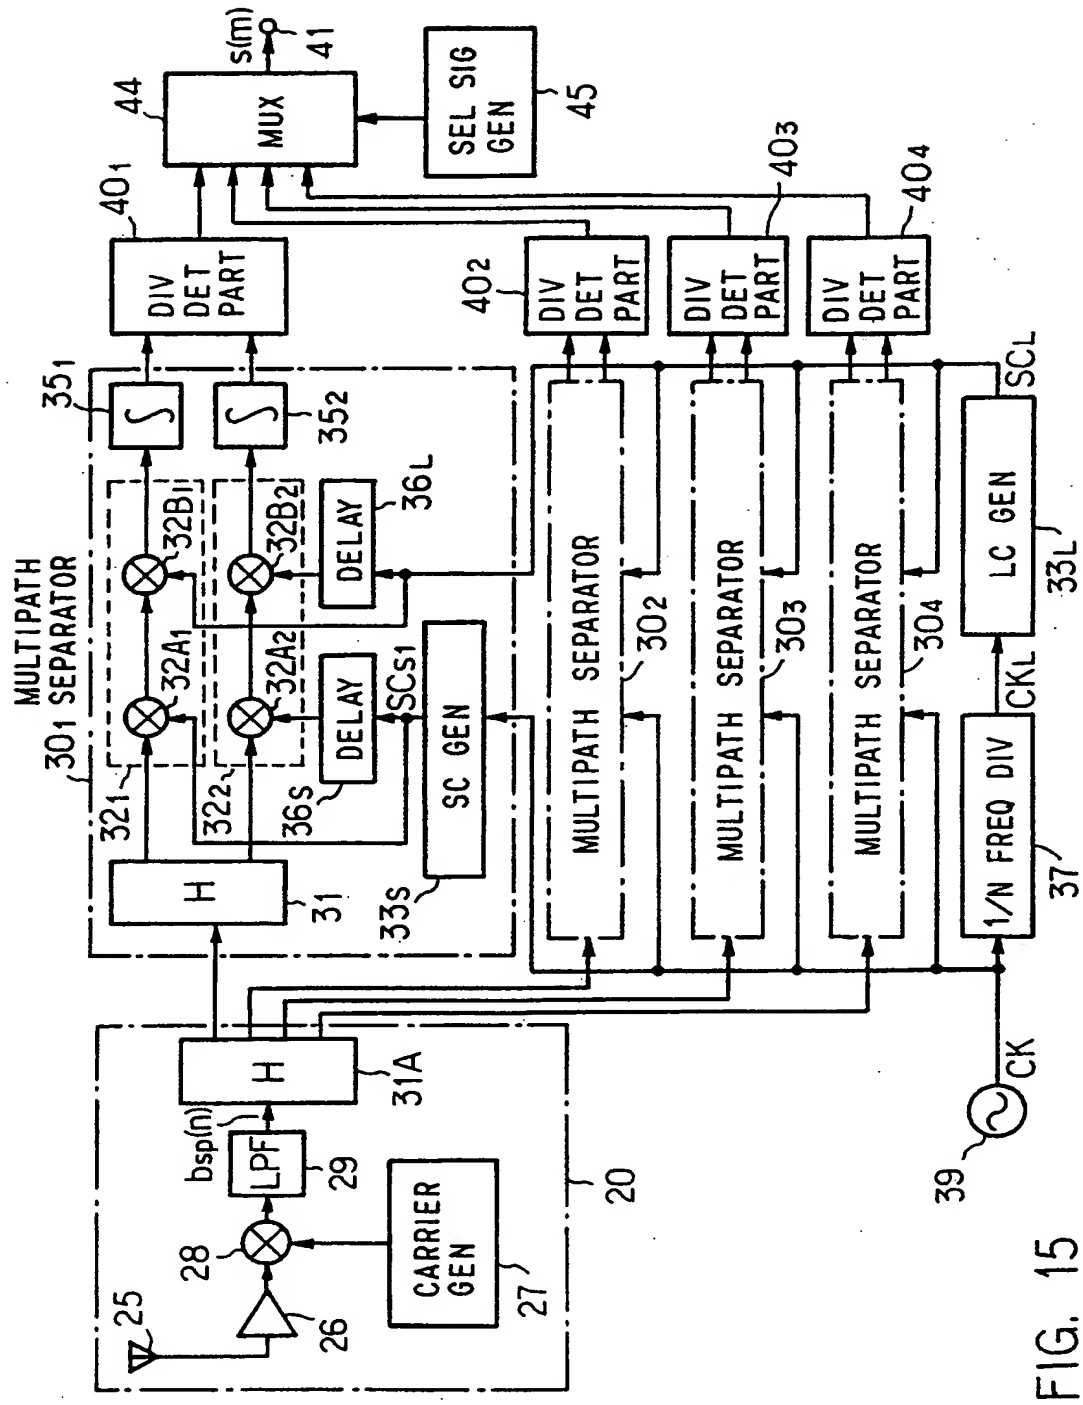 s(m)
41
44
MUX
SEL SIG
GEN
45
401
DIV
DET
PART
402
DIV
DET
PART
403
DIV
DET
PART
404
DIV
DET
PART
MULTIPATH
301 SEPARATOR
351
∫
352
∫
321
32A1
32B1
322
32A2
32B2
36S
DELAY
36L
DELAY
SCS1
SC GEN
33S
H
31
MULTIPATH SEPARATOR
302
MULTIPATH SEPARATOR
303
MULTIPATH SEPARATOR
304
SCL
LC GEN
33L
CKL
1/N FREQ DIV
37
CK
39
H
31A
bsp(n)
LPF
29
28
25
26
CARRIER
GEN
27
20
FIG. 15